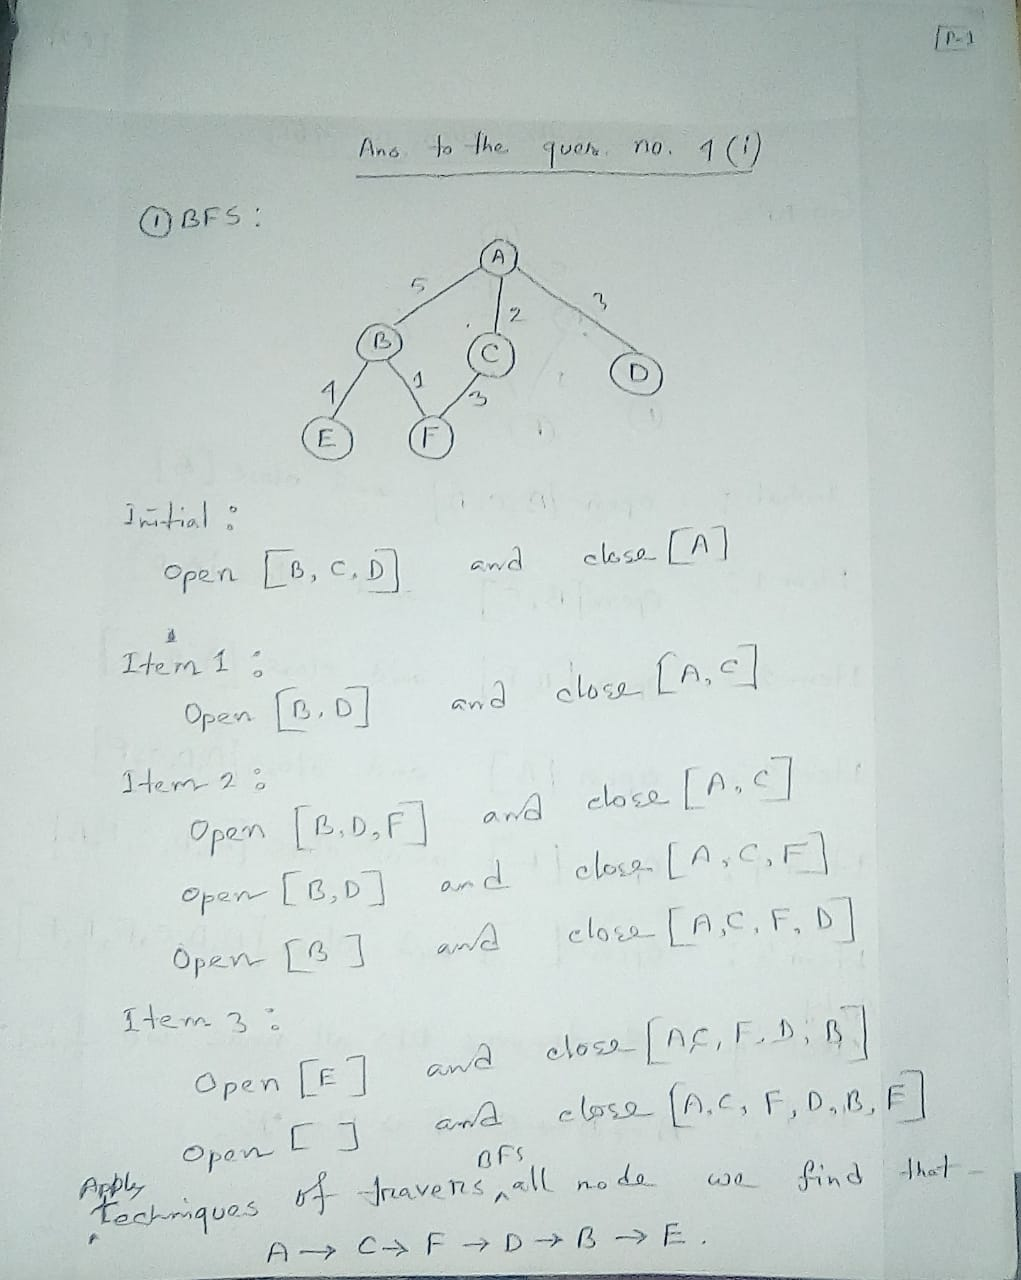 P-1
Ans. to the ques. no. 1 (i)
① BFS :
A
5
2
3
B
C
D
1
1
3
E
F
Initial :
Open [B, C, D] and close [A]
Item 1 :
Open [B, D] and close [A, C]
Item 2 :
Open [B, D, F] and close [A, C]
Open [B, D] and close [A, C, F]
Open [B] and close [A, C, F, D]
Item 3 :
Open [E] and close [A C, F, D, B]
Open [ ] and close [A, C, F, D, B, E]
Apply BFS
Techniques of travers all node we find that -
A → C → F → D → B → E.